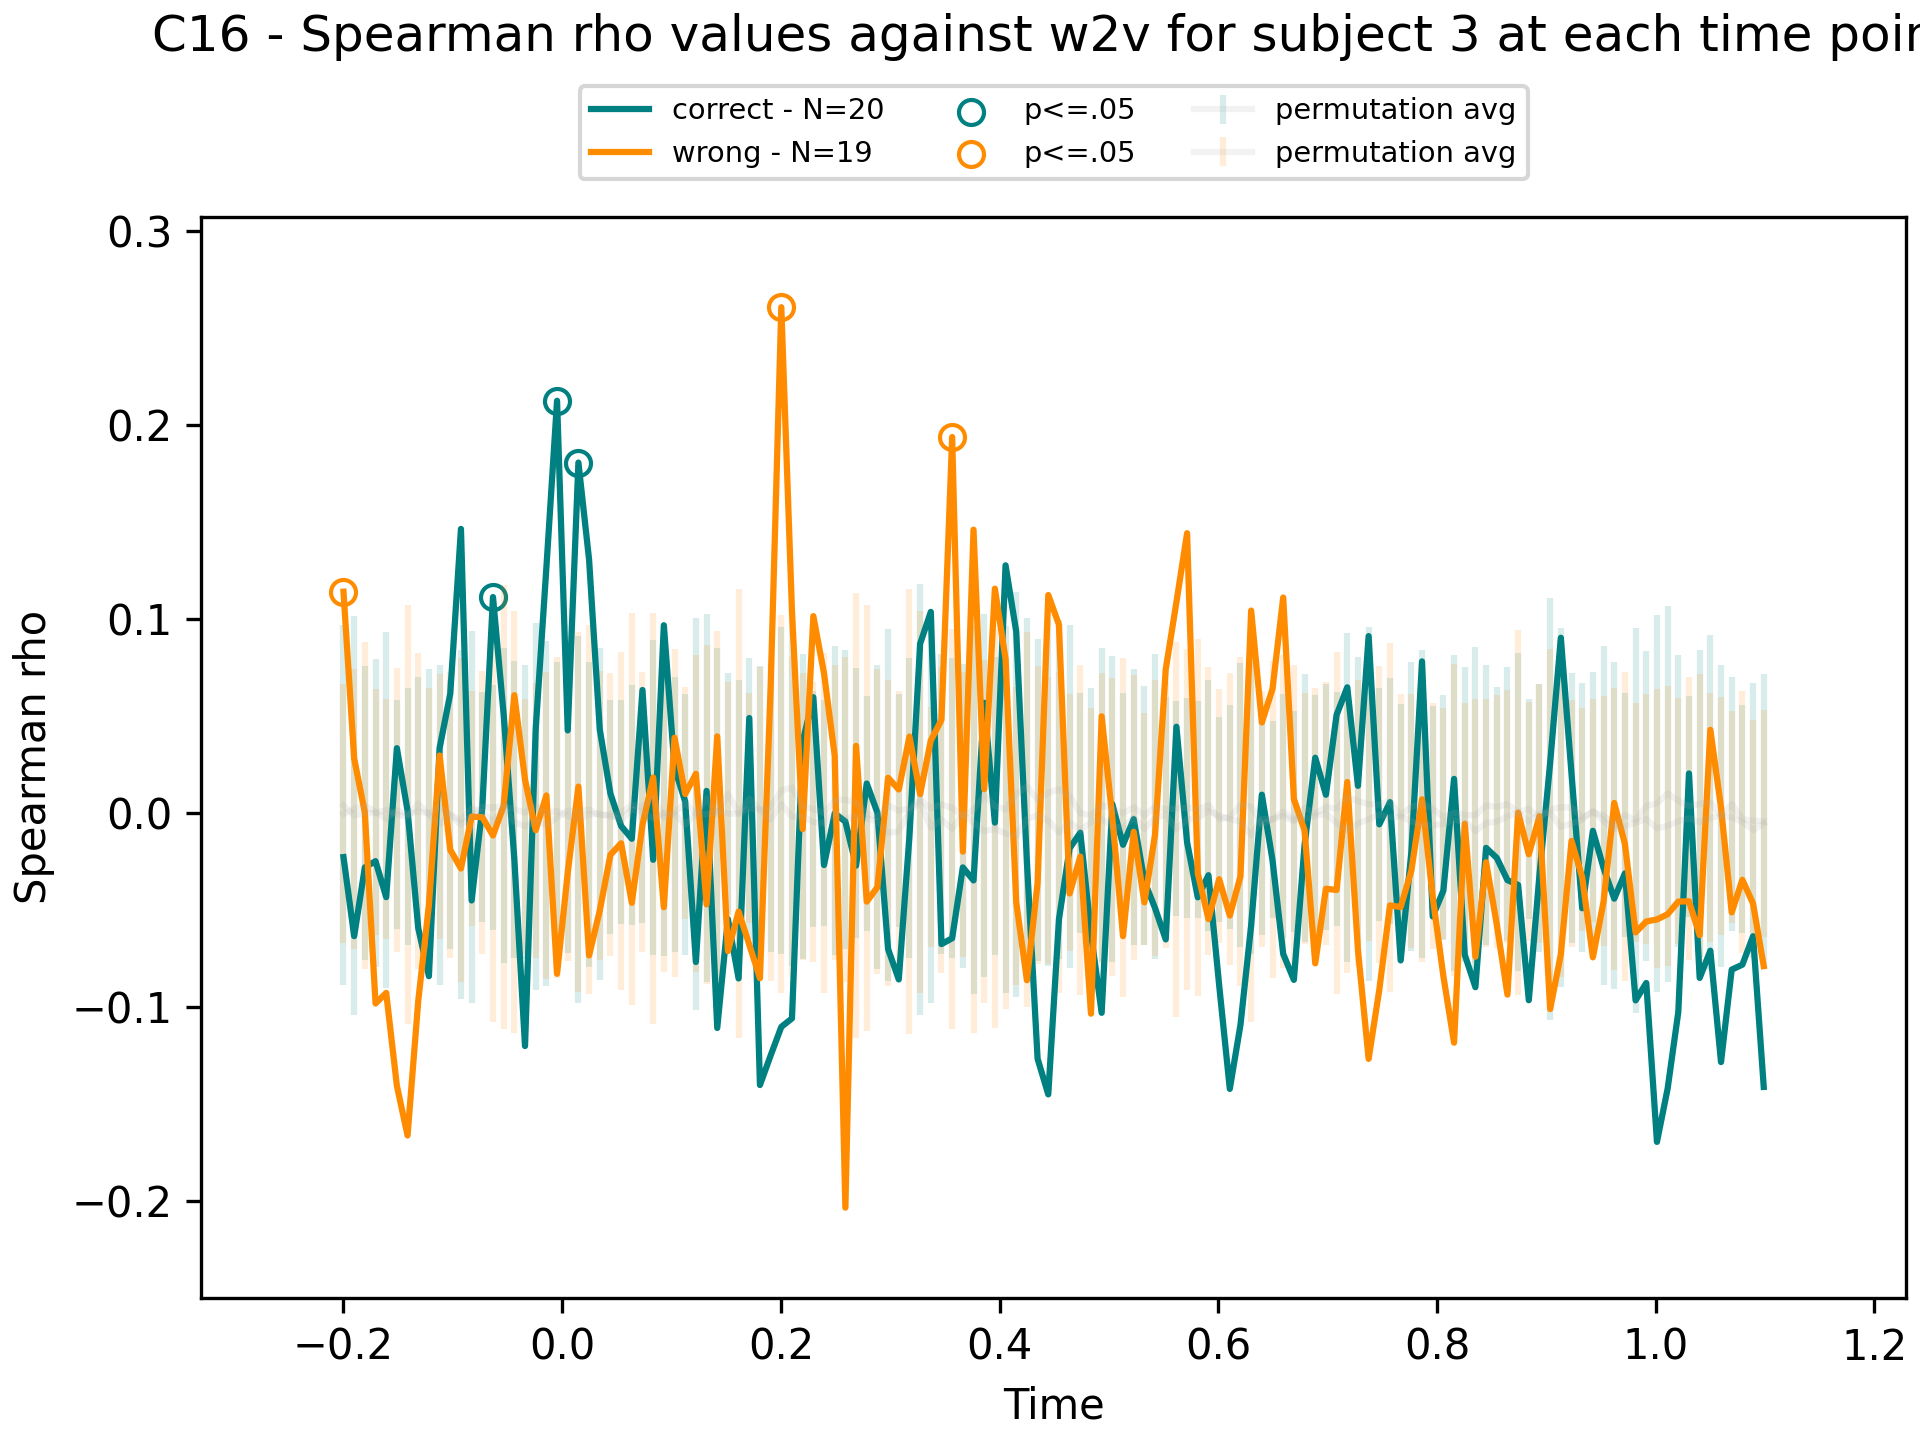 C16 - Spearman rho values against w2v for subject 3 at each time poin
correct - N=20
wrong - N=19
p<=.05
p<=.05
permutation avg
permutation avg
Spearman rho
0.3
0.2
0.1
0.0
−0.1
−0.2
−0.2 0.0 0.2 0.4 0.6 0.8 1.0 1.2
Time